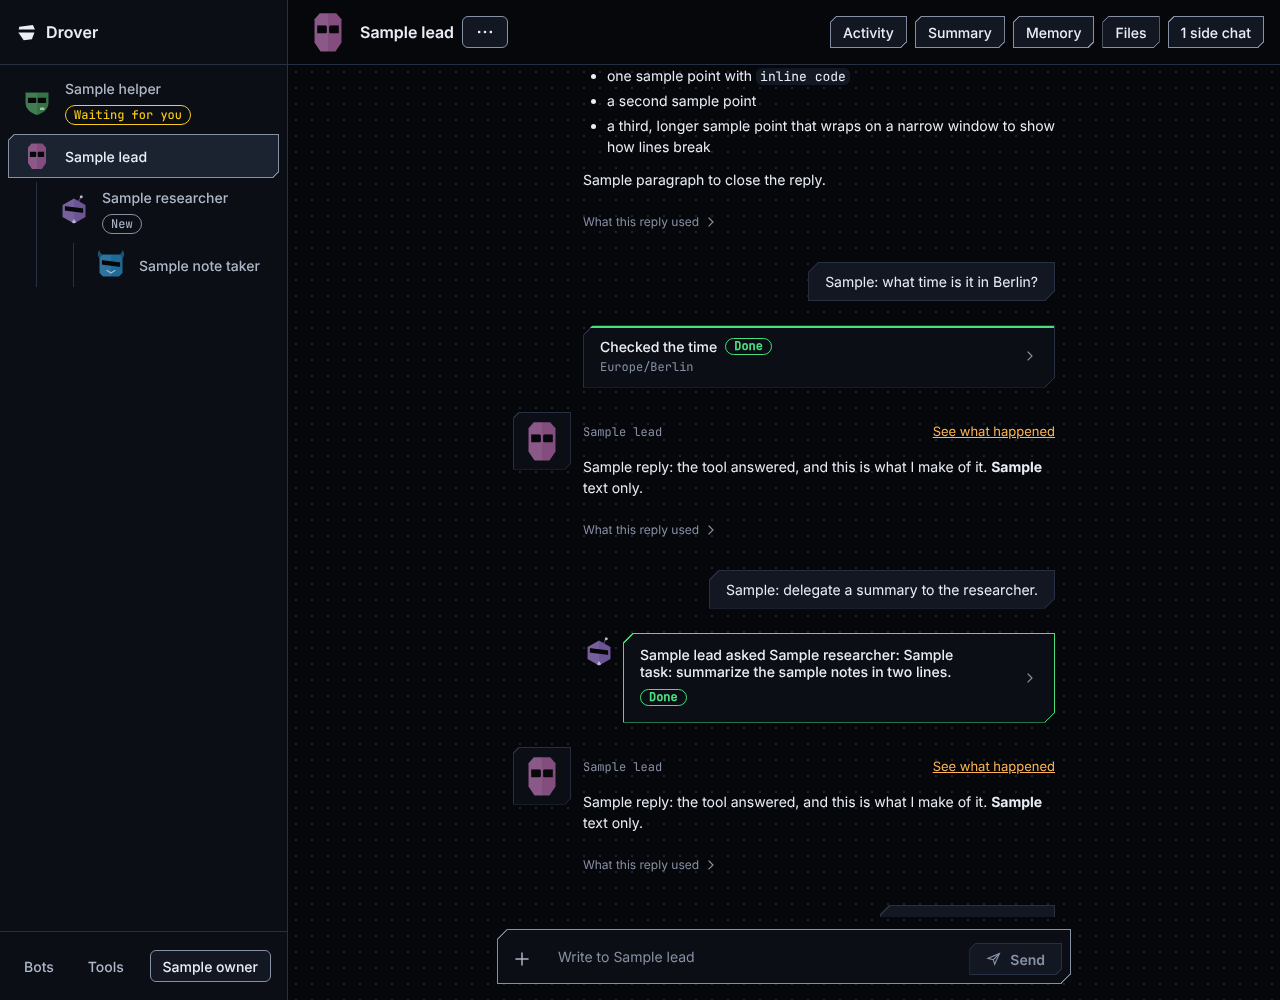 Drover
Sample helper
Waiting for you
Sample lead
Sample researcher
New
Sample note taker
Bots
Tools
Sample owner
Sample lead
...
Activity
Summary
Memory
Files
1 side chat
• one sample point with inline code
• a second sample point
• a third, longer sample point that wraps on a narrow window to show
how lines break
Sample paragraph to close the reply.
What this reply used
Sample: what time is it in Berlin?
Checked the time Done
Europe/Berlin
Sample lead
See what happened
Sample reply: the tool answered, and this is what I make of it. Sample
text only.
What this reply used
Sample: delegate a summary to the researcher.
Sample lead asked Sample researcher: Sample
task: summarize the sample notes in two lines.
Done
Sample lead
See what happened
Sample reply: the tool answered, and this is what I make of it. Sample
text only.
What this reply used
Write to Sample lead
Send